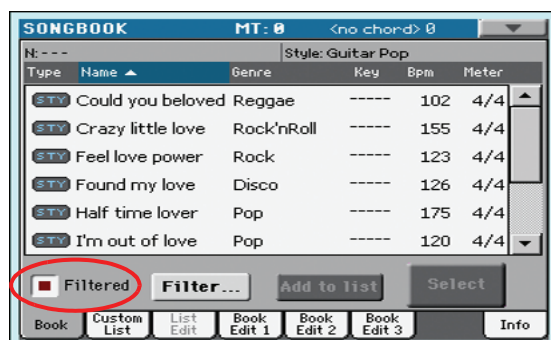 SONGBOOK MT: 0 <no chord> 0
N: --- Style: Guitar Pop
Type Name Genre Key Bpm Meter
STY Could you beloved Reggae ----- 102 4/4
STY Crazy little love Rock'nRoll ----- 155 4/4
STY Feel love power Rock ----- 123 4/4
STY Found my love Disco ----- 126 4/4
STY Half time lover Pop ----- 175 4/4
STY I'm out of love Pop ----- 120 4/4
Filtered Filter... Add to list Select
Book Custom List List Edit Book Edit 1 Book Edit 2 Book Edit 3 Info